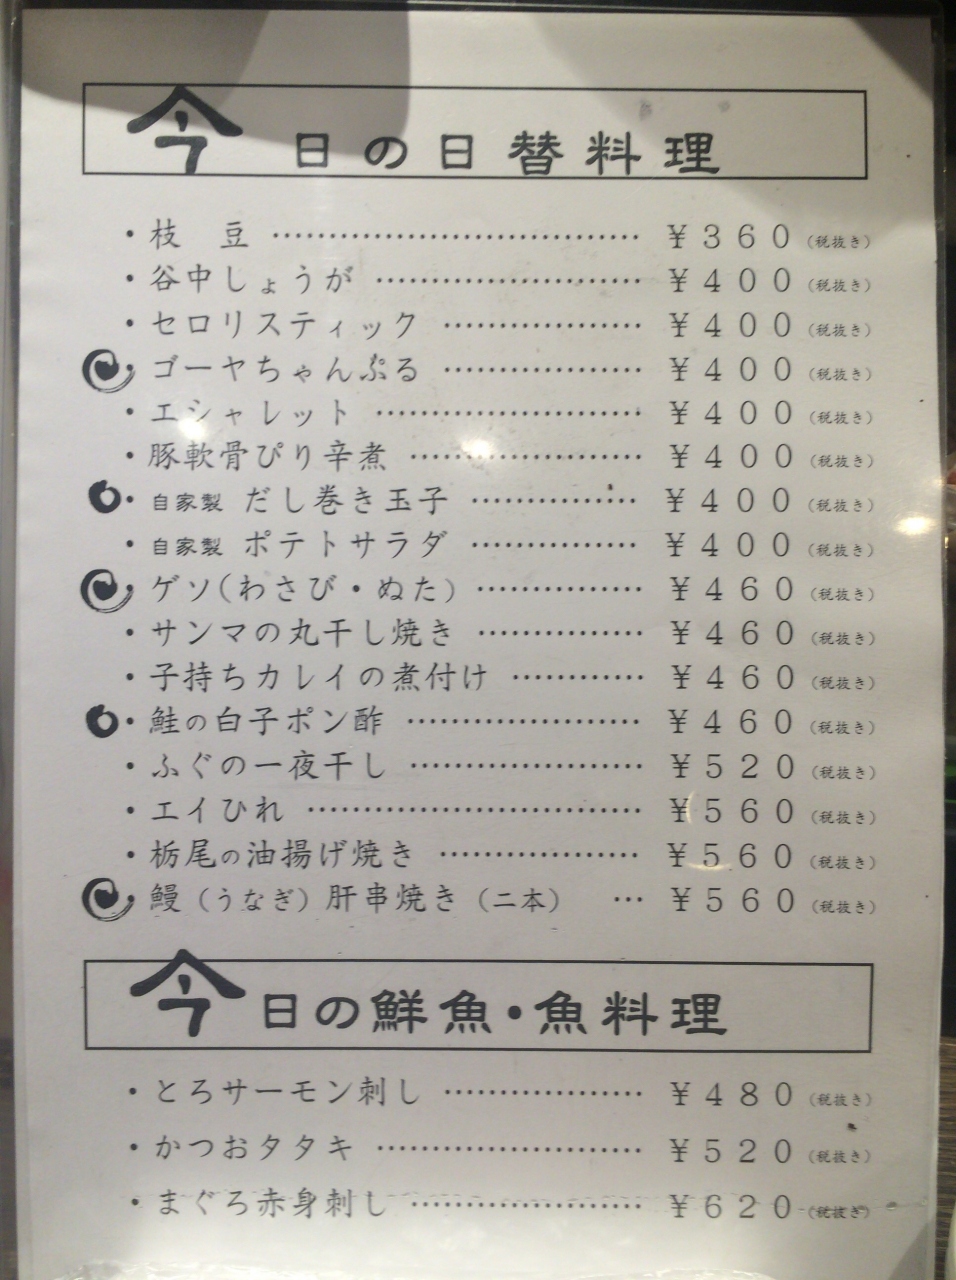 今日の日替料理
・枝　豆 ……………………………… ￥３６０（税抜き）
・谷中しょうが ……………………… ￥４００（税抜き）
・セロリスティック ………………… ￥４００（税抜き）
・ゴーヤちゃんぷる ………………… ￥４００（税抜き）
・エシャレット ……………………… ￥４００（税抜き）
・豚軟骨ぴり辛煮 …………………… ￥４００（税抜き）
・自家製 だし巻き玉子 …………… ￥４００（税抜き）
・自家製 ポテトサラダ …………… ￥４００（税抜き）
・ゲソ（わさび・ぬた） …………… ￥４６０（税抜き）
・サンマの丸干し焼き ……………… ￥４６０（税抜き）
・子持ちカレイの煮付け ………… ￥４６０（税抜き）
・鮭の白子ポン酢 …………………… ￥４６０（税抜き）
・ふぐの一夜干し …………………… ￥５２０（税抜き）
・エイひれ …………………………… ￥５６０（税抜き）
・栃尾の油揚げ焼き ………………… ￥５６０（税抜き）
・鰻（うなぎ）肝串焼き（二本） … ￥５６０（税抜き）
今日の鮮魚・魚料理
・とろサーモン刺し ………………… ￥４８０（税抜き）
・かつおタタキ ……………………… ￥５２０（税抜き）
・まぐろ赤身刺し …………………… ￥６２０（税抜き）